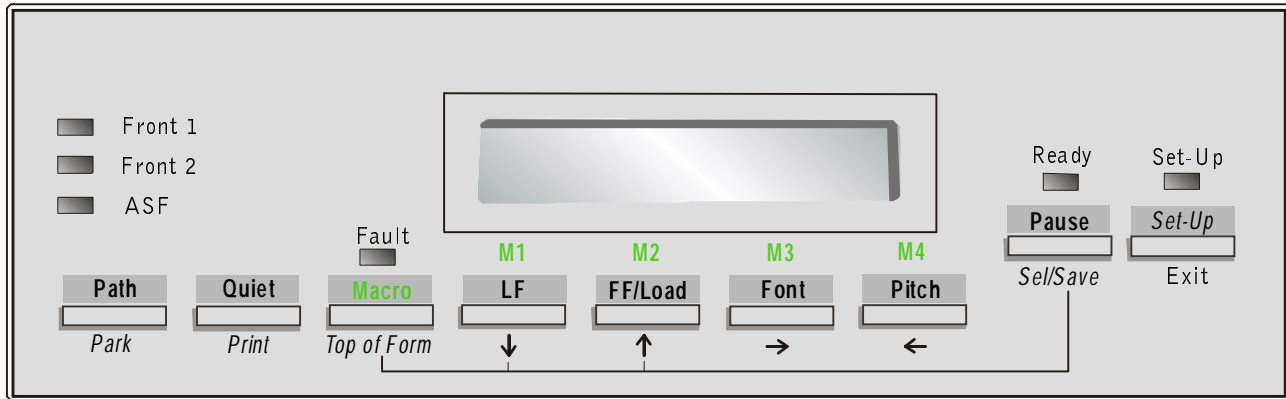 Front 1
Front 2
ASF
Ready
Set-Up
Pause
Set-Up
Sel/Save
Exit
Fault
M1
M2
M3
M4
Path
Quiet
Macro
LF
FF/Load
Font
Pitch
Park
Print
Top of Form